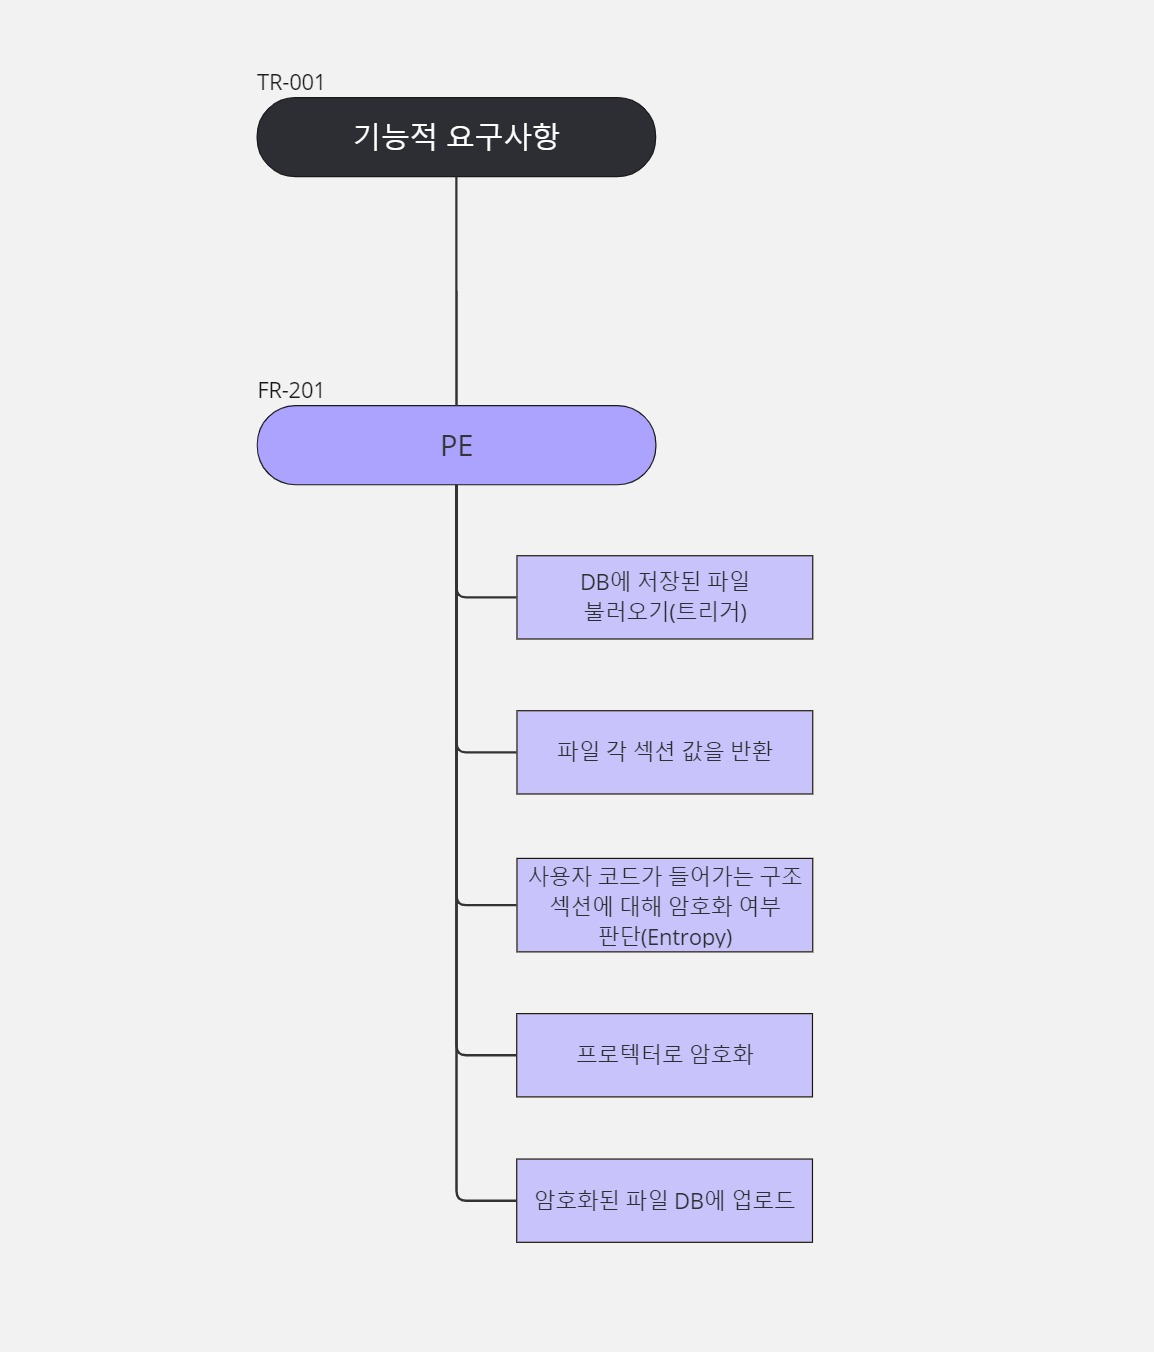 TR-001
기능적 요구사항
FR-201
PE
DB에 저장된 파일
불러오기(트리거)
파일 각 섹션 값을 반환
사용자 코드가 들어가는 구조
섹션에 대해 암호화 여부
판단(Entropy)
프로텍터로 암호화
암호화된 파일 DB에 업로드